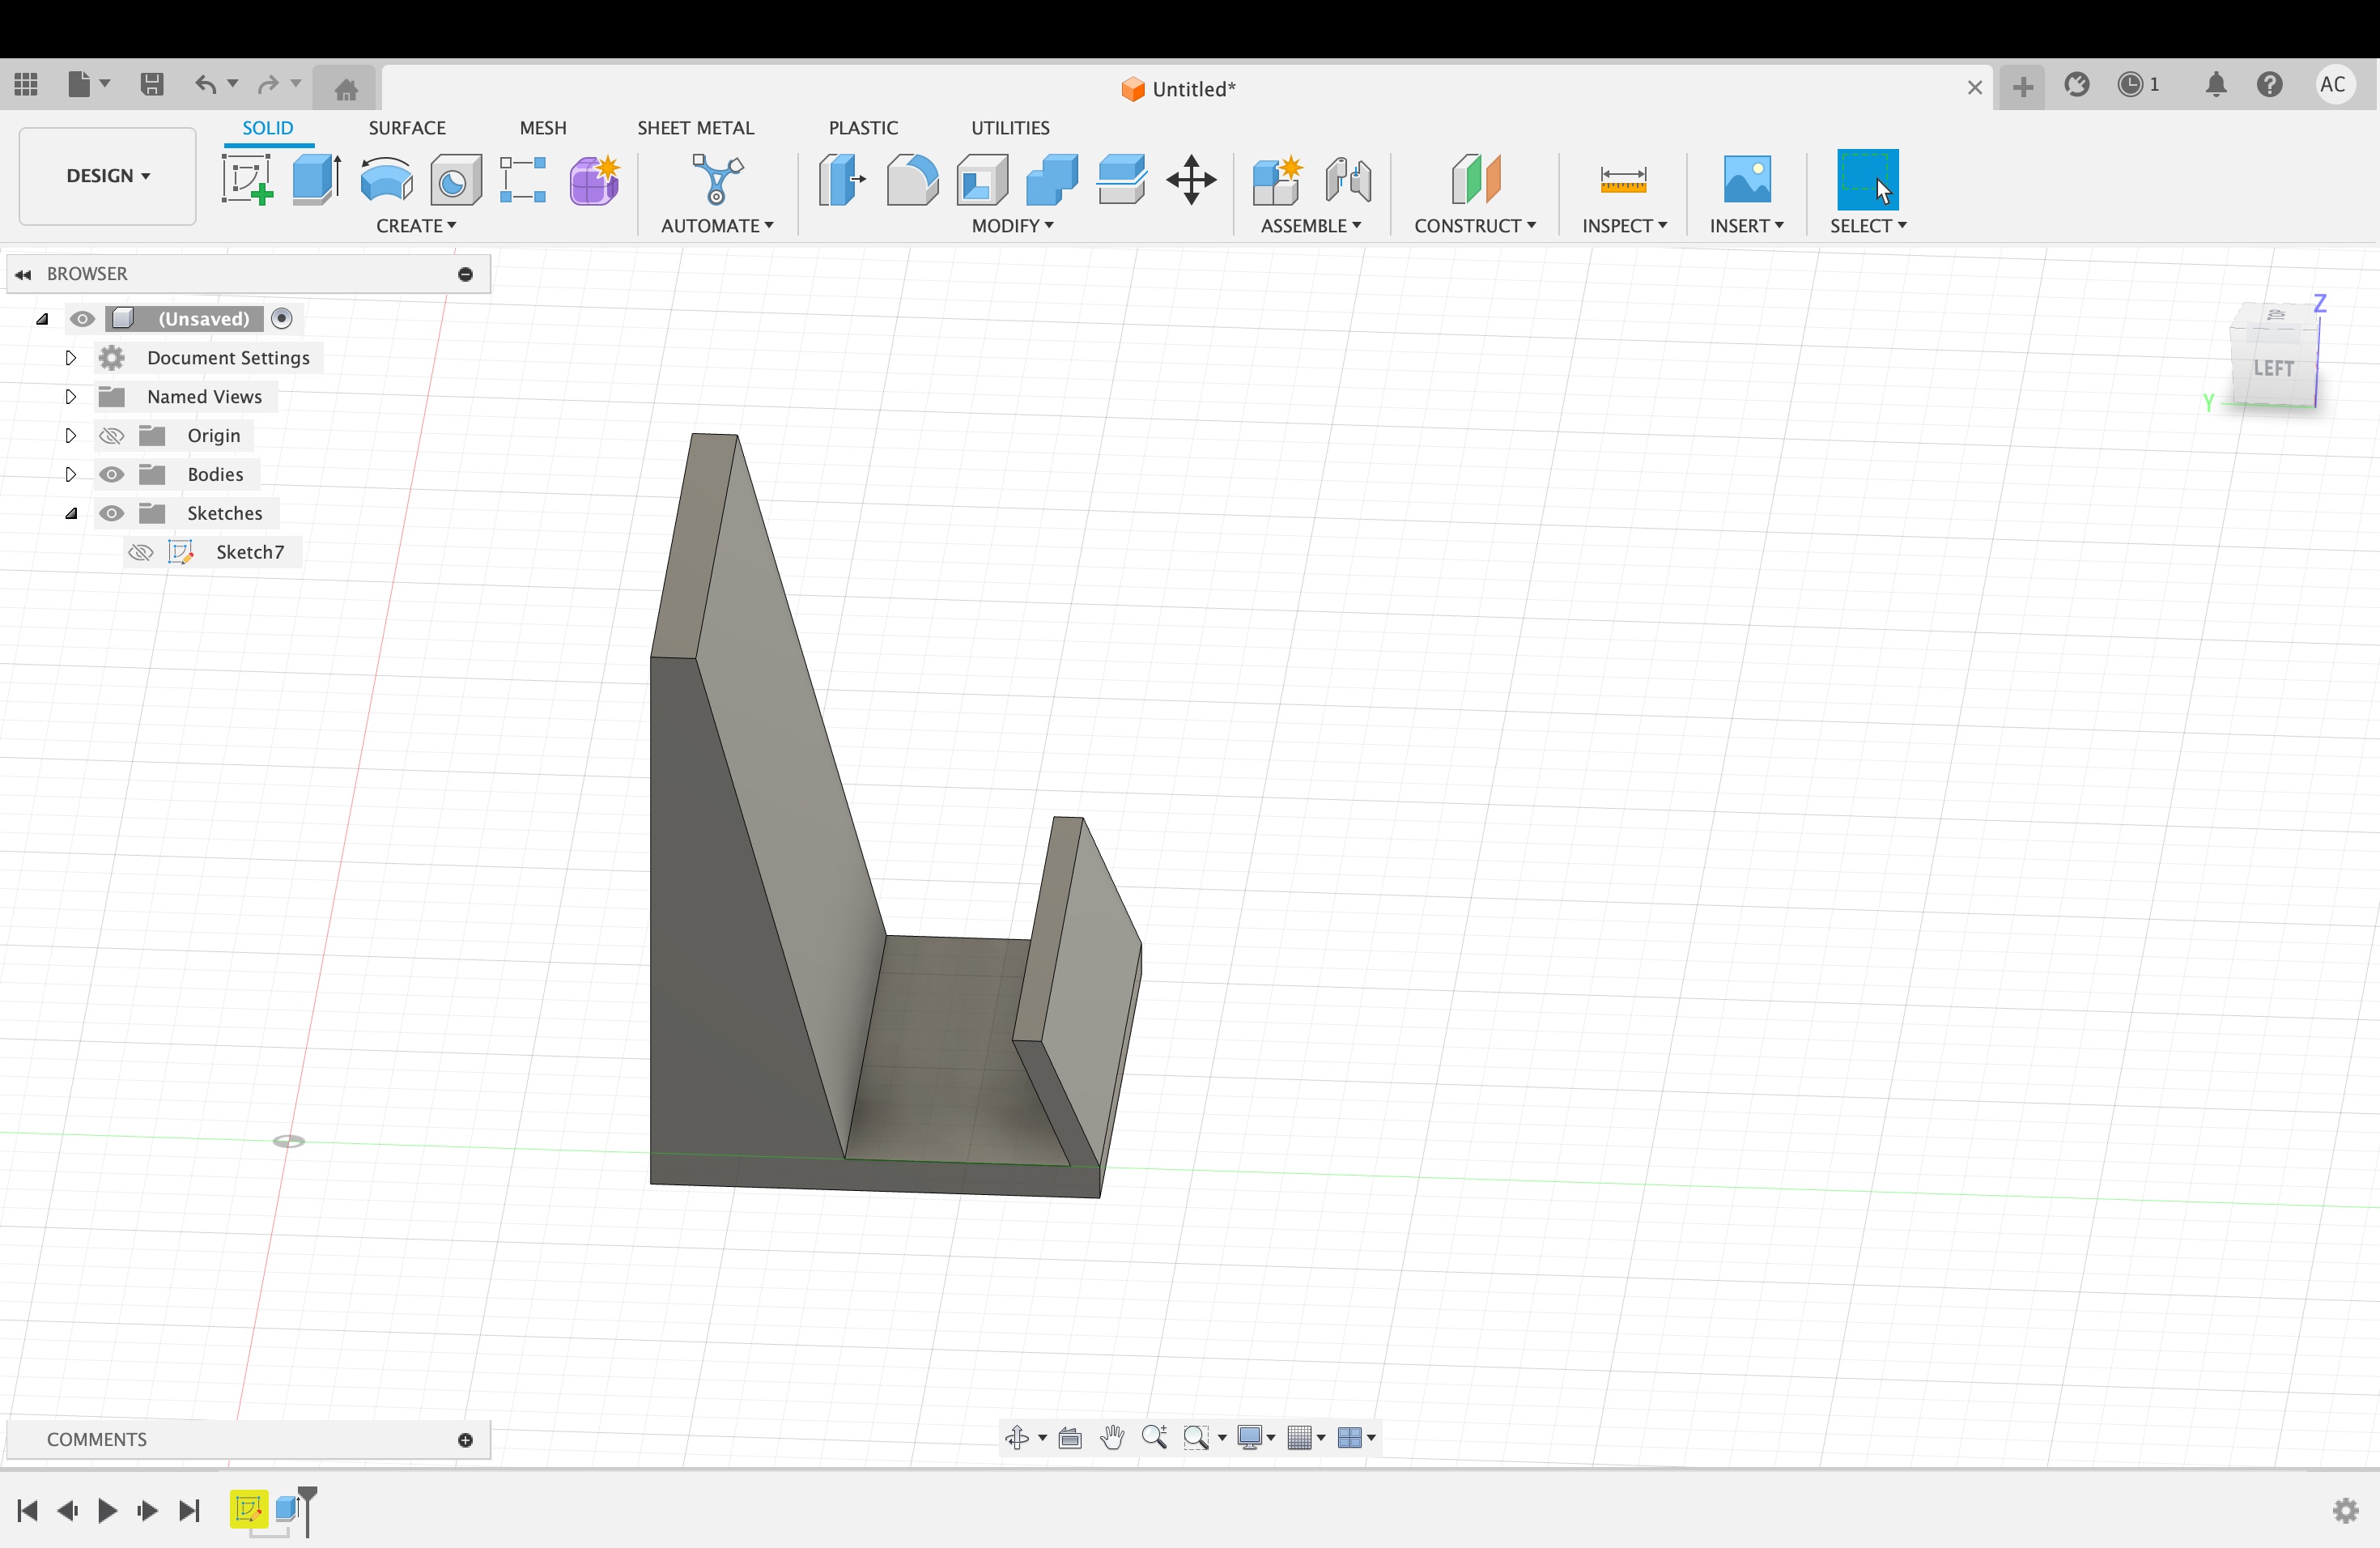 Untitled*
1
AC
DESIGN
SOLID
SURFACE
MESH
SHEET METAL
PLASTIC
UTILITIES
CREATE
AUTOMATE
MODIFY
ASSEMBLE
CONSTRUCT
INSPECT
INSERT
SELECT
BROWSER
(Unsaved)
Document Settings
Named Views
Origin
Bodies
Sketches
Sketch7
Z
TOP
LEFT
Y
COMMENTS